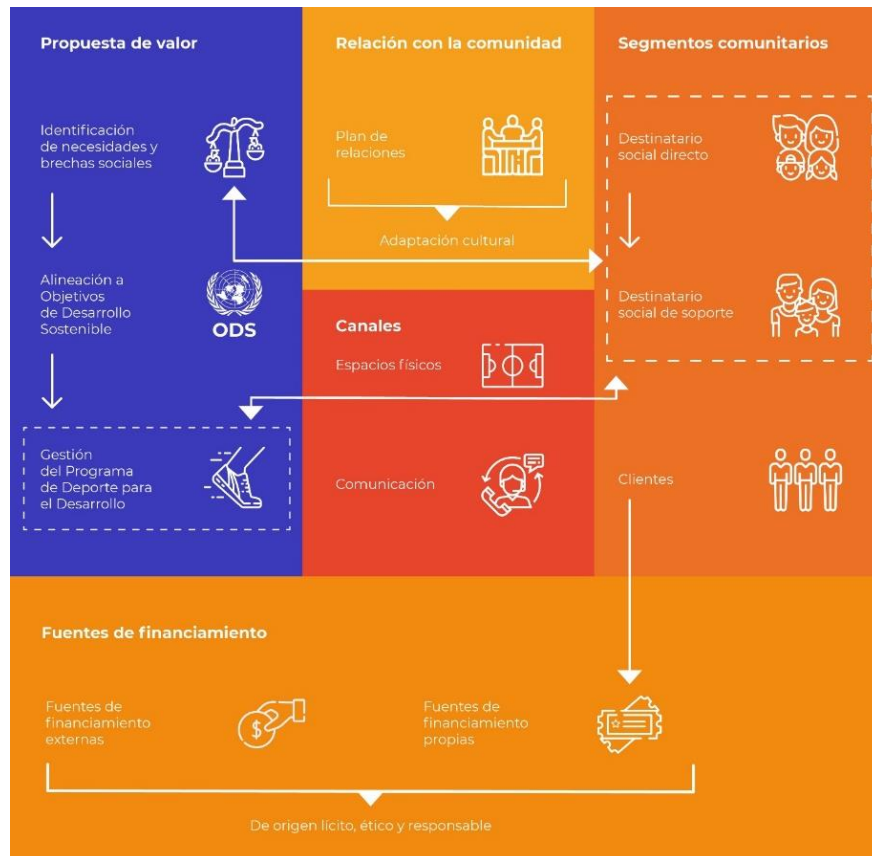 Propuesta de valor
Identificación
de necesidades y
brechas sociales
Alineación a
Objetivos
de Desarrollo
Sostenible
ODS
Gestión
del Programa
de Deporte para
el Desarrollo
Relación con la comunidad
Plan de
relaciones
Adaptación cultural
Canales
Espacios físicos
Comunicación
Segmentos comunitarios
Destinatario
social directo
Destinatario
social de soporte
Clientes
Fuentes de financiamiento
Fuentes de
financiamiento
externas
$
Fuentes de
financiamiento
propias
De origen lícito, ético y responsable